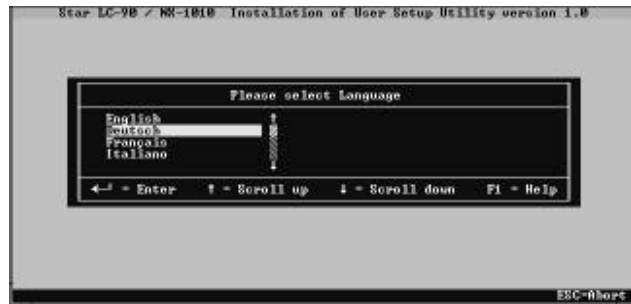 Star LC-90 / NX-1010 Installation of User Setup Utility version 1.0
Please select Language
English
Deutsch
Français
Italiano
←┘ = Enter ↑ = Scroll up ↓ = Scroll down F1 = Help
ESC=Abort